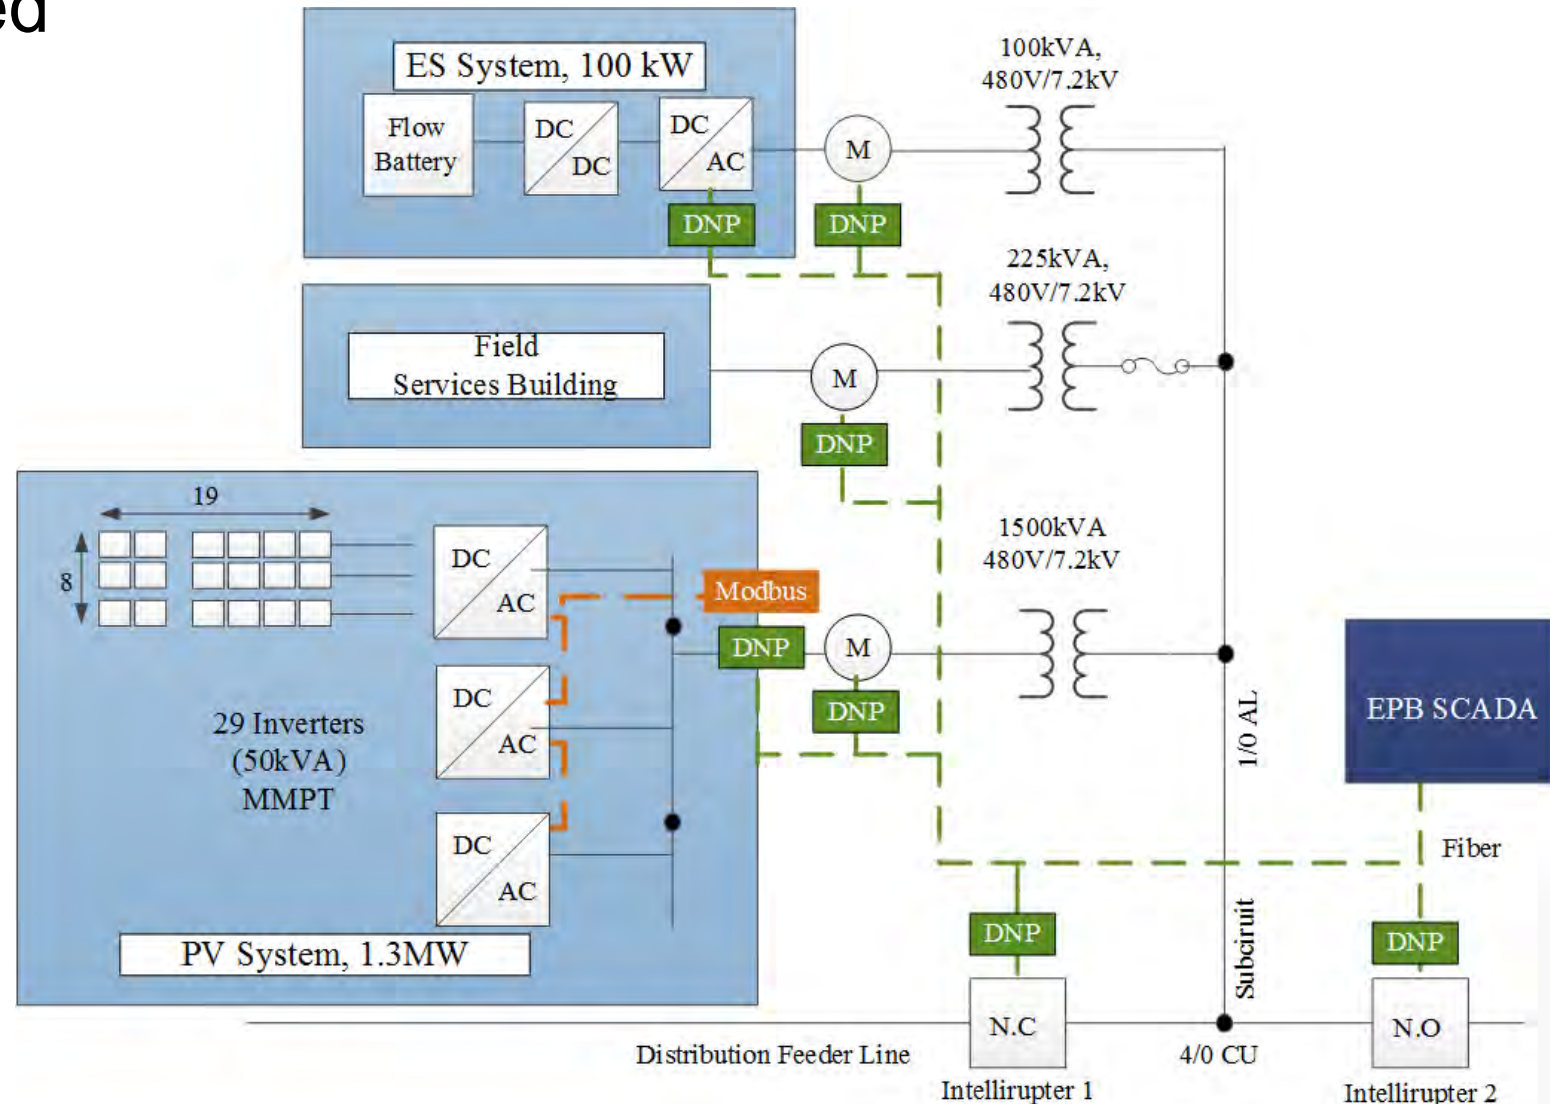 ed
ES System, 100 kW
Flow
Battery
DC
DC
DC
AC
M
DNP
DNP
100kVA,
480V/7.2kV
225kVA,
480V/7.2kV
Field
Services Building
M
DNP
19
8
DC
AC
Modbus
DNP
M
DNP
1500kVA
480V/7.2kV
DC
AC
29 Inverters
(50kVA)
MMPT
DC
AC
PV System, 1.3MW
EPB SCADA
1/0 AL
Fiber
Subciruit
DNP
DNP
N.C
N.O
Distribution Feeder Line
4/0 CU
Intellirupter 1
Intellirupter 2